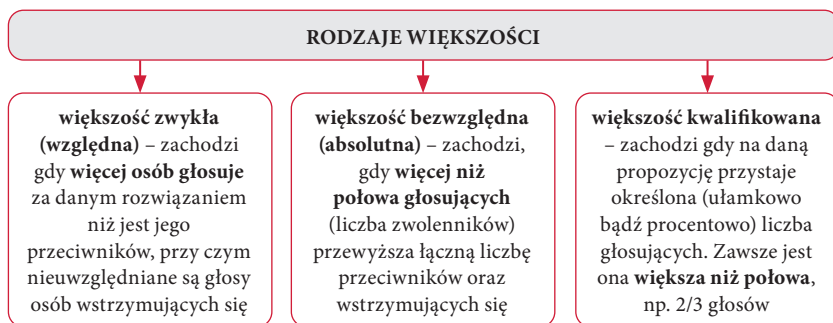 RODZAJE WIĘKSZOŚCI
większość zwykła
(względna) – zachodzi
gdy więcej osób głosuje
za danym rozwiązaniem
niż jest jego
przeciwników, przy czym
nieuwzględniane są głosy
osób wstrzymujących się
większość bezwzględna
(absolutna) – zachodzi,
gdy więcej niż
połowa głosujących
(liczba zwolenników)
przewyższa łączną liczbę
przeciwników oraz
wstrzymujących się
większość kwalifikowana
– zachodzi gdy na daną
propozycję przystaje
określona (ułamkowo
bądź procentowo) liczba
głosujących. Zawsze jest
ona większa niż połowa,
np. 2/3 głosów